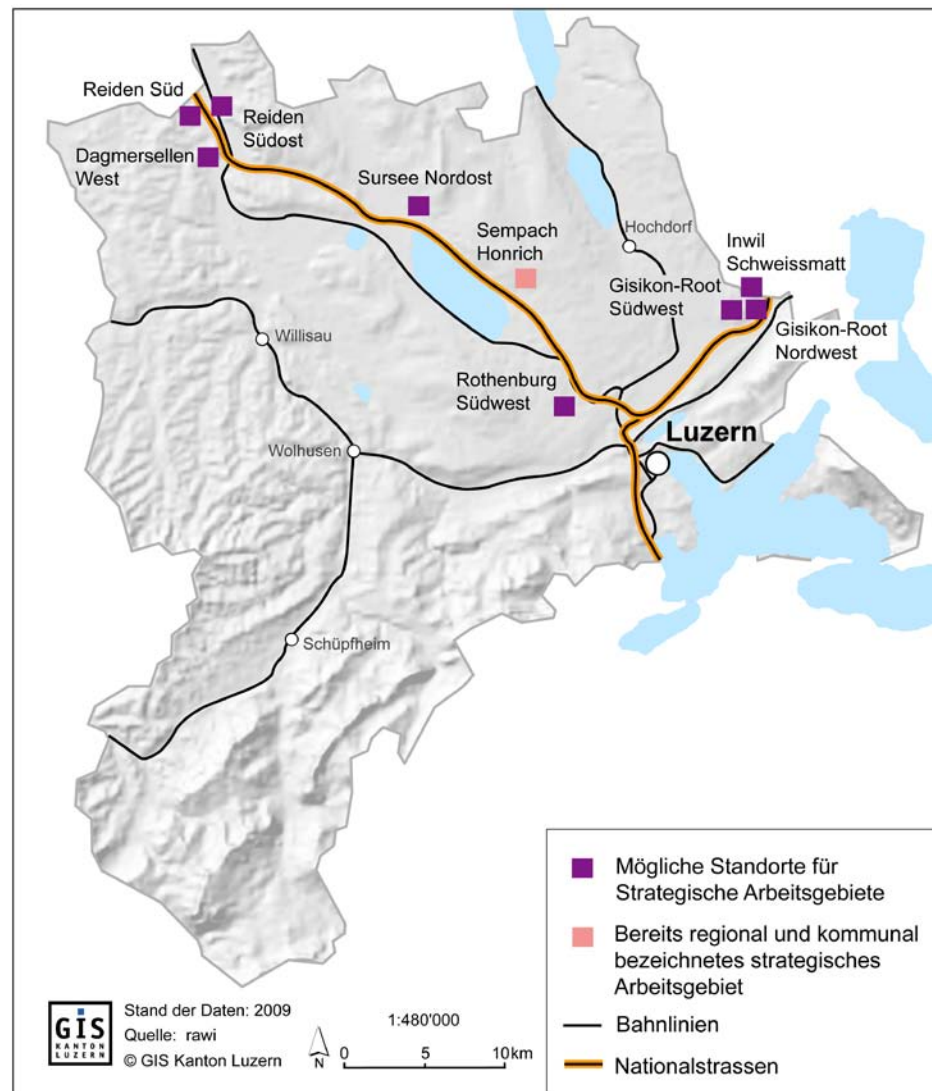 Reiden Süd
Reiden
Südost
Dagmersellen
West
Sursee Nordost
Sempach
Honrich
Hochdorf
Inwil
Schweissmatt
Gisikon-Root
Südwest
Gisikon-Root
Nordwest
Willisau
Rothenburg
Südwest
Luzern
Wolhusen
Schüpfheim
Mögliche Standorte für
Strategische Arbeitsgebiete
Bereits regional und kommunal
bezeichnetes strategisches
Arbeitsgebiet
Bahnlinien
Nationalstrassen
GiS
KANTON
LUZERN
Stand der Daten: 2009
Quelle: rawi
© GIS Kanton Luzern
N
1:480'000
0 5 10km